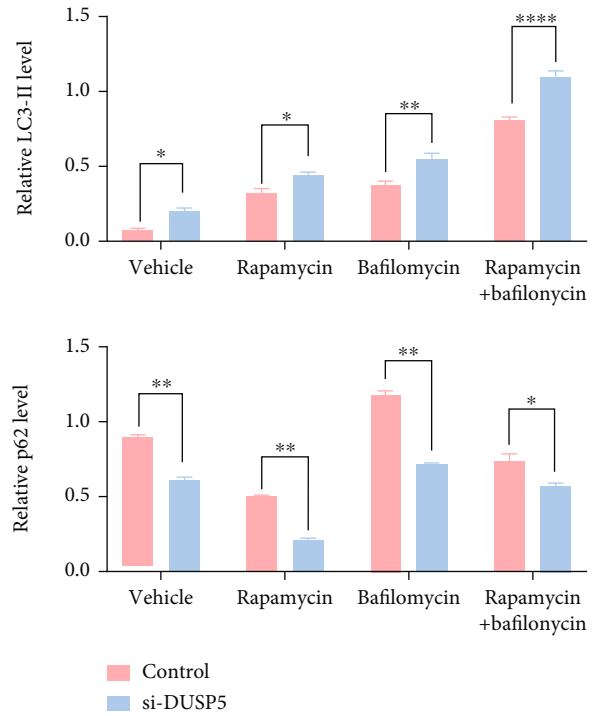 Relative LC3-II level
1.5
1.0
0.5
0.0
*
*
**
****
Vehicle
Rapamycin
Bafilomycin
Rapamycin
+bafilonycin
Relative p62 level
1.5
1.0
0.5
0.0
**
**
**
*
Vehicle
Rapamycin
Bafilomycin
Rapamycin
+bafilonycin
Control
si-DUSP5